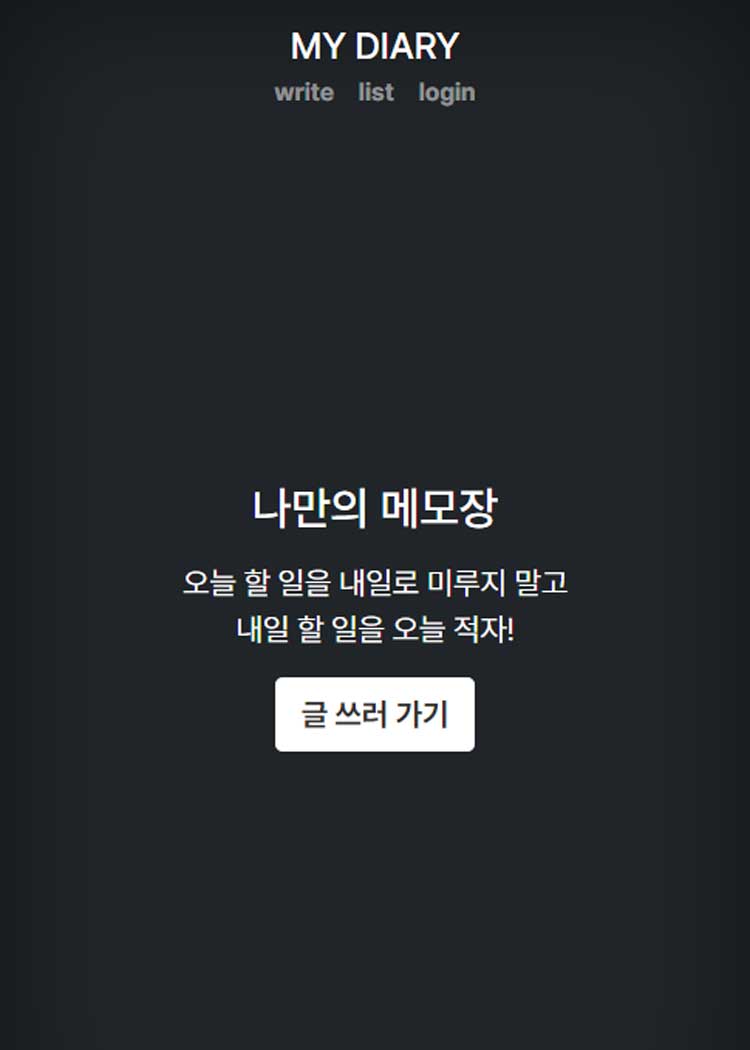 MY DIARY
write list login
나만의 메모장
오늘 할 일을 내일로 미루지 말고
내일 할 일을 오늘 적자!
글 쓰러 가기